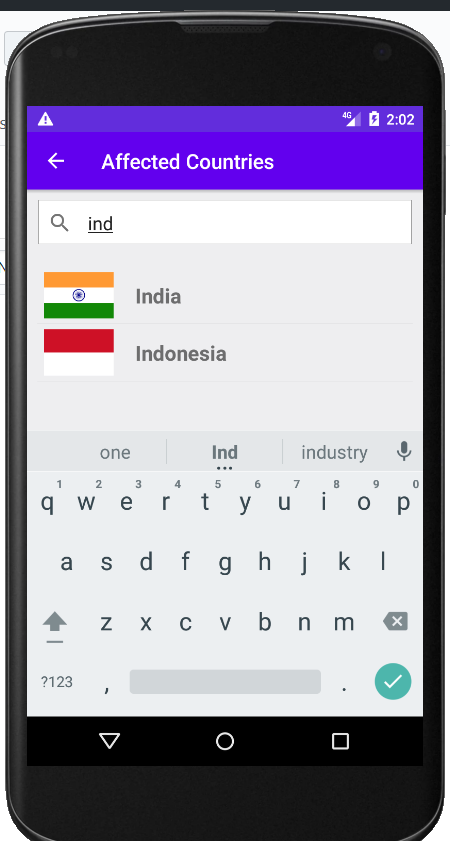 4G 2:02
Affected Countries
ind
India
Indonesia
one Ind industry
1 2 3 4 5 6 7 8 9 0
q w e r t y u i o p
a s d f g h j k l
z x c v b n m
?123 , .